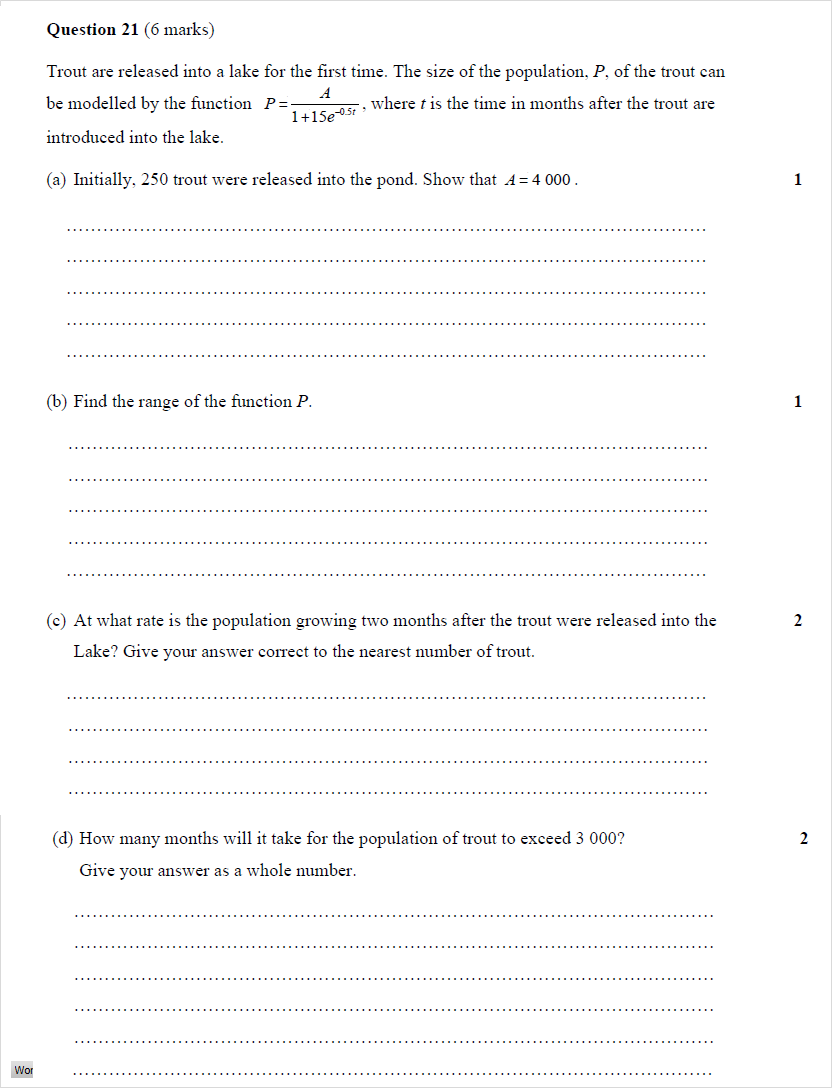 Question 21 (6 marks)
Trout are released into a lake for the first time. The size of the population, P, of the trout can
be modelled by the function P = A / (1+15e^{-0.5t}), where t is the time in months after the trout are
introduced into the lake.
(a) Initially, 250 trout were released into the pond. Show that A = 4 000. 1
(b) Find the range of the function P. 1
(c) At what rate is the population growing two months after the trout were released into the 2
Lake? Give your answer correct to the nearest number of trout.
(d) How many months will it take for the population of trout to exceed 3 000? 2
Give your answer as a whole number.